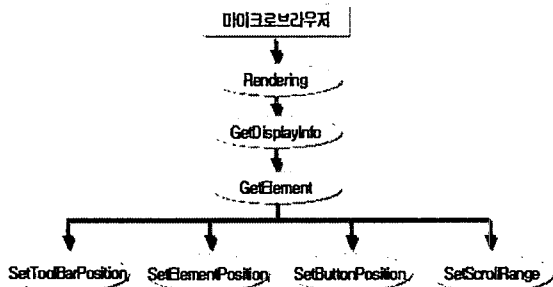 마이크로브라우저
Rendering
GetDisplayInfo
GetElement
SetToolBarPosition SetElementPosition SetButtonPosition SetScrollRange